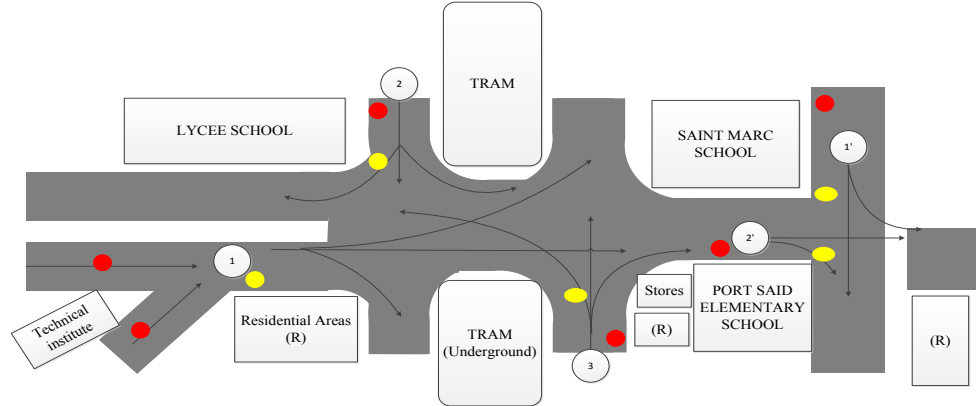 2
TRAM
LYCEE SCHOOL
SAINT MARC
SCHOOL
1'
1
2'
Technical
institute
Residential Areas
(R)
TRAM
(Underground)
3
Stores
(R)
PORT SAID
ELEMENTARY
SCHOOL
(R)